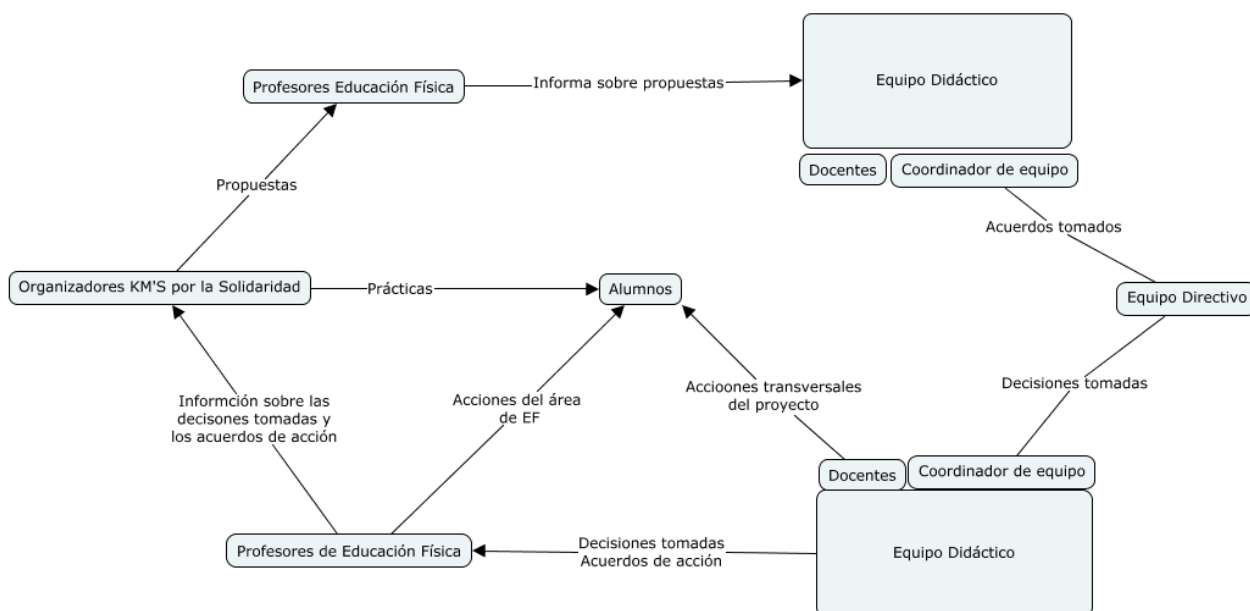 Profesores Educación Física
Informa sobre propuestas
Equipo Didáctico
Docentes
Coordinador de equipo
Propuestas
Acuerdos tomados
Organizadores KM'S por la Solidaridad
Prácticas
Alumnos
Equipo Directivo
Informción sobre las
decisones tomadas y
los acuerdos de acción
Acciones del área
de EF
Accioones transversales
del proyecto
Decisiones tomadas
Docentes
Coordinador de equipo
Profesores de Educación Física
Decisiones tomadas
Acuerdos de acción
Equipo Didáctico